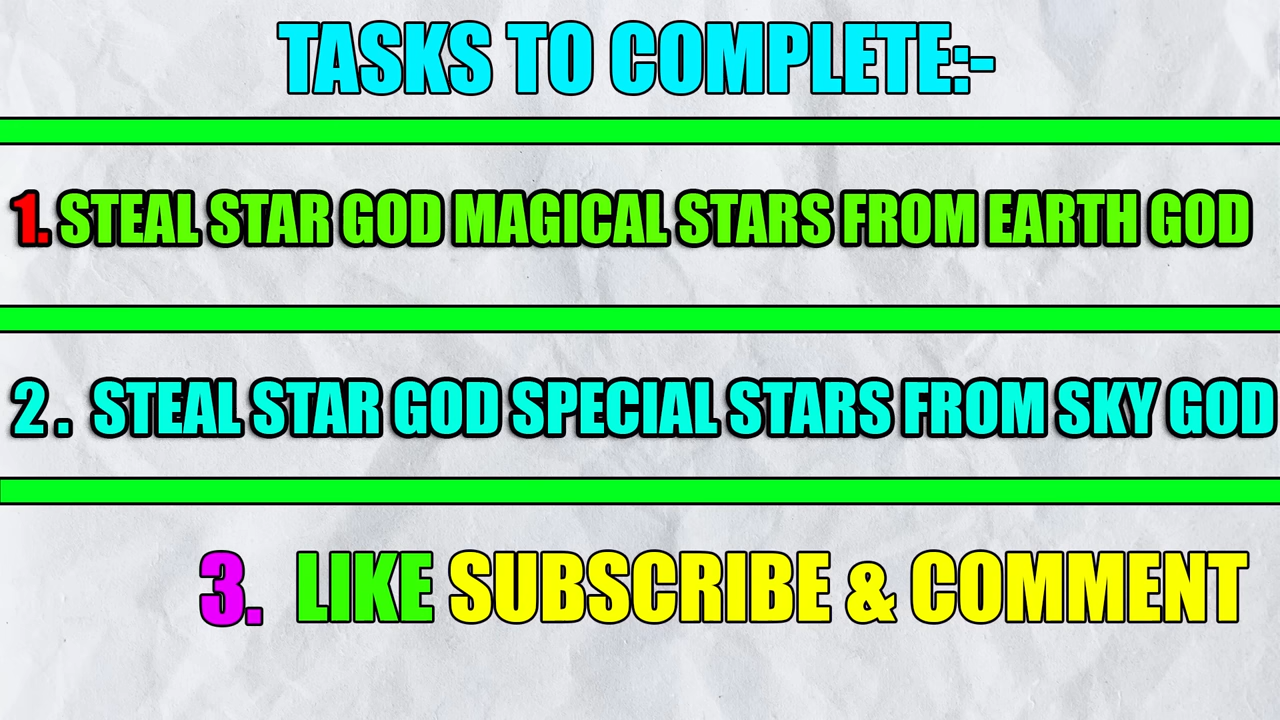 TASKS TO COMPLETE:-
1. STEAL STAR GOD MAGICAL STARS FROM EARTH GOD
2 . STEAL STAR GOD SPECIAL STARS FROM SKY GOD
3. LIKE SUBSCRIBE & COMMENT